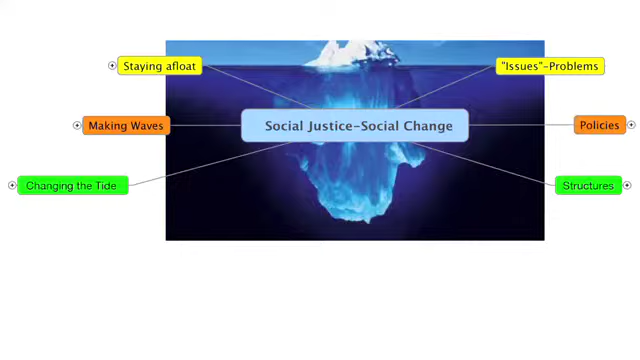 Staying afloat
"Issues"-Problems
Making Waves
Social Justice-Social Change
Policies
Changing the Tide
Structures